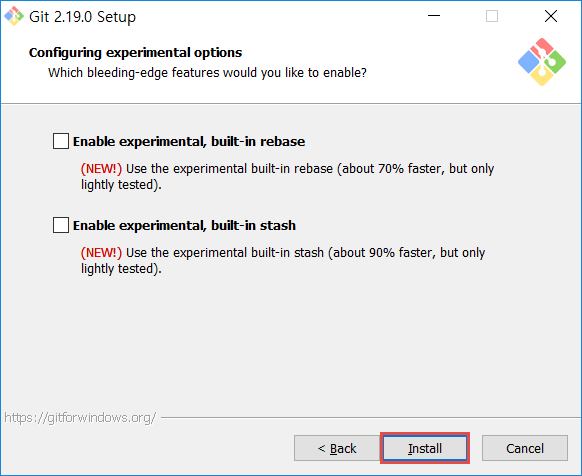 Git 2.19.0 Setup
Configuring experimental options
Which bleeding-edge features would you like to enable?
Enable experimental, built-in rebase
(NEW!) Use the experimental built-in rebase (about 70% faster, but only
lightly tested).
Enable experimental, built-in stash
(NEW!) Use the experimental built-in stash (about 90% faster, but only
lightly tested).
https://gitforwindows.org/
< Back
Install
Cancel